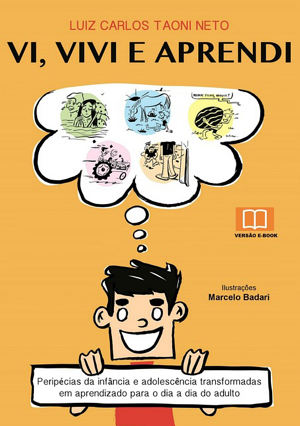 LUIZ CARLOS TAONI NETO
VI, VIVI E APRENDI
VERSÃO E-BOOK
Ilustrações
Marcelo Badari
Peripécias da infância e adolescência transformadas
em aprendizado para o dia a dia do adulto